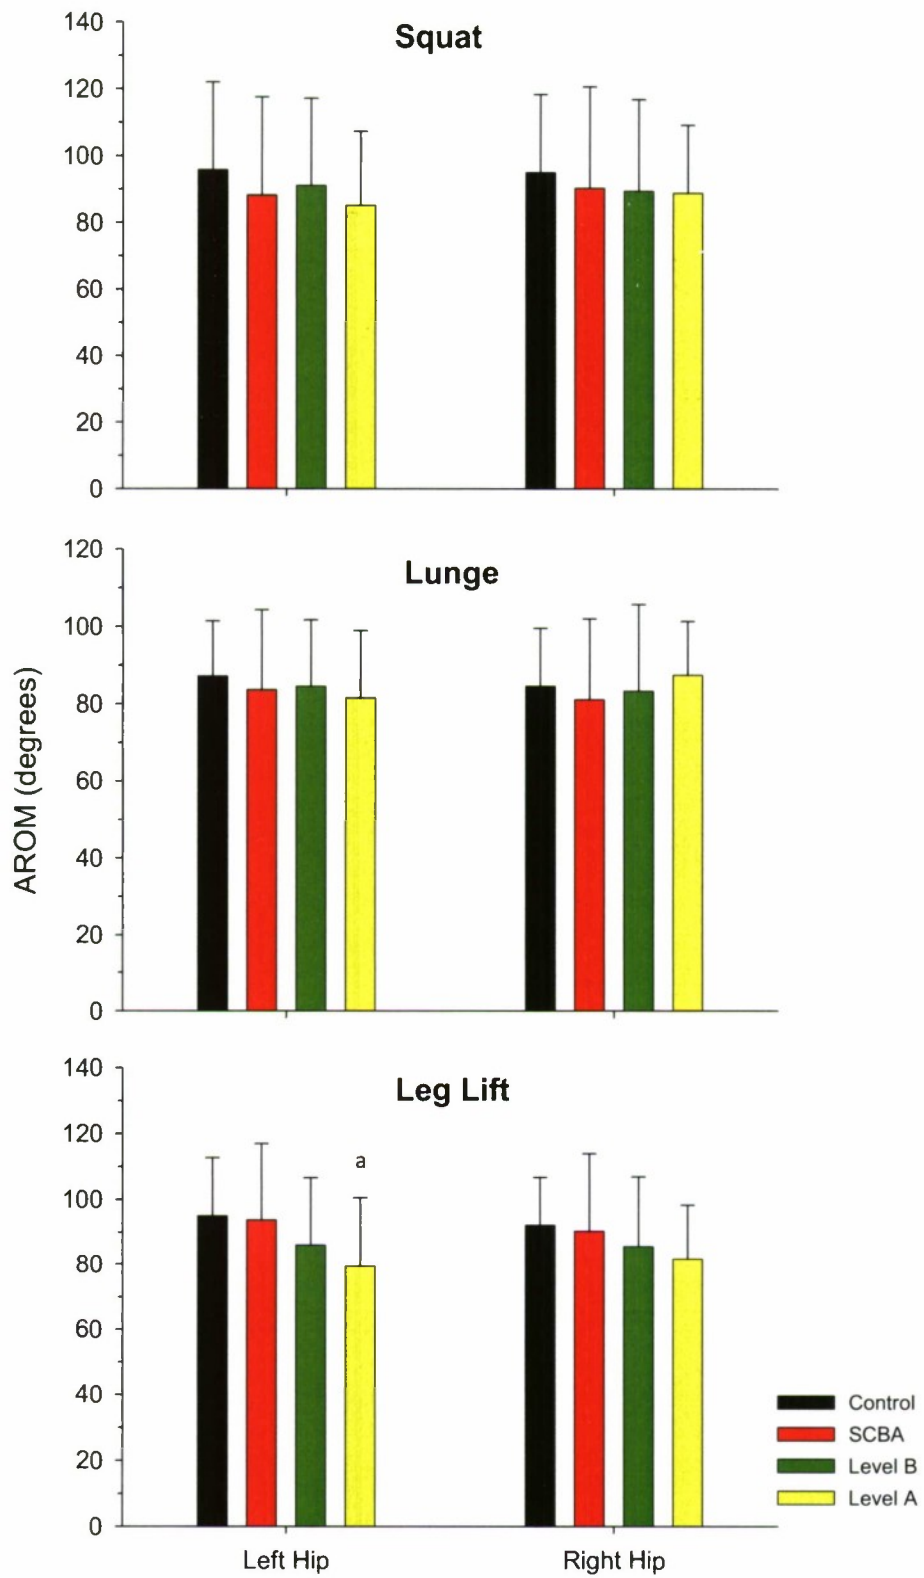 Squat
140
120
100
80
60
40
20
0
Lunge
120
100
80
60
40
20
0
AROM (degrees)
Leg Lift
140
120
100
80
60
40
20
0
a
Left Hip
Right Hip
Control
SCBA
Level B
Level A